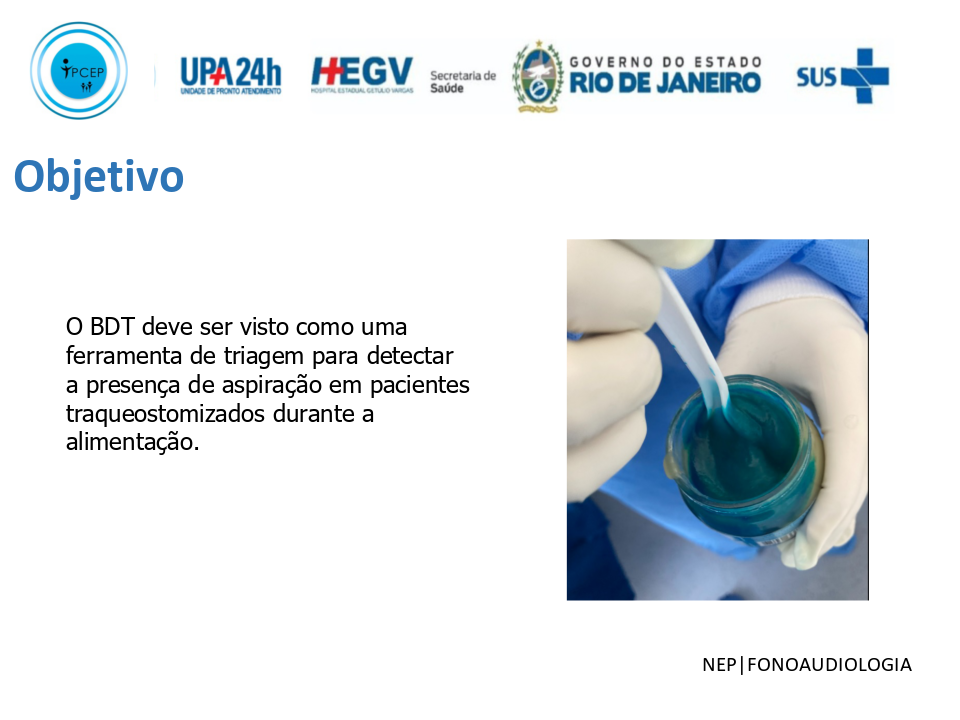 IPCEP
UPA24h
UNIDADE DE PRONTO ATENDIMENTO
HEGV
HOSPITAL ESTADUAL GETULIO VARGAS
Secretaria de
Saúde
GOVERNO DO ESTADO
RIO DE JANEIRO
SUS
Objetivo
O BDT deve ser visto como uma
ferramenta de triagem para detectar
a presença de aspiração em pacientes
traqueostomizados durante a
alimentação.
NEP|FONOAUDIOLOGIA